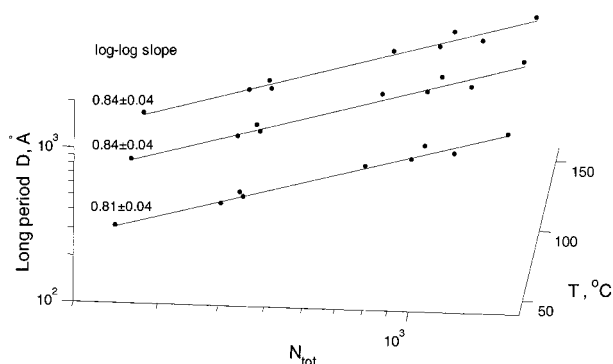 log-log slope
0.84±0.04
0.84±0.04
0.81±0.04
Long period D, Å
10³
10²
10³
N_tot
150
100
50
T, °C